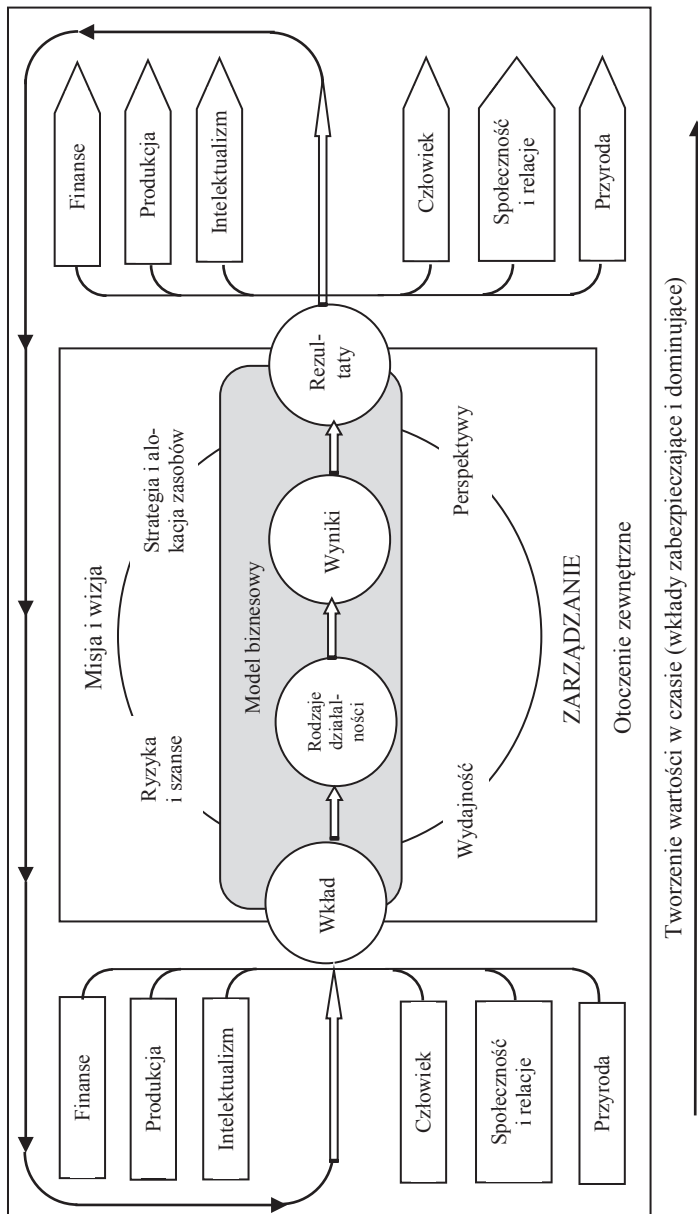 Finanse
Produkcja
Intelektualizm
Człowiek
Społeczność
i relacje
Przyroda
Misja i wizja
Ryzyka
i szanse
Strategia i alo-
kacja zasobów
Model biznesowy
Wkład
Rodzaje
działal-
ności
Wyniki
Rezul-
taty
Wydajność
Perspektywy
ZARZĄDZANIE
Otoczenie zewnętrzne
Finanse
Produkcja
Intelektualizm
Człowiek
Społeczność
i relacje
Przyroda
Tworzenie wartości w czasie (wkłady zabezpieczające i dominujące)